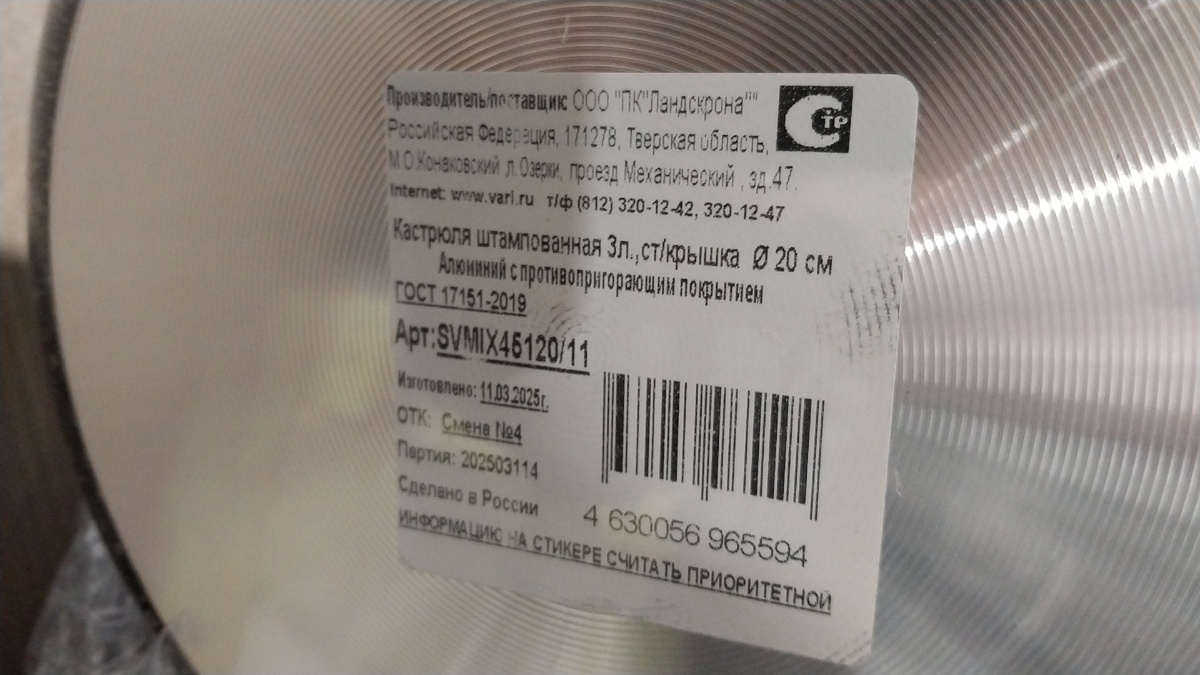 Производитель/поставщик: ООО "ПК"Ландскрона""
Российская Федерация, 171278, Тверская область,
М.О.Конаковский п.Озерки, проезд Механический , зд.47.
Internet: www.vari.ru т/ф (812) 320-12-42, 320-12-47
Кастрюля штампованная 3л.,ст/крышка Ø 20 см
Алюминий с противопригорающим покрытием
ГОСТ 17151-2019
Арт:SVMIX45120/11
Изготовлено: 11.03.2025г.
ОТК: Смена №4
Партия: 202503114
Сделано в России
4 630056 965594
ИНФОРМАЦИЮ НА СТИКЕРЕ СЧИТАТЬ ПРИОРИТЕТНОЙ
СТР